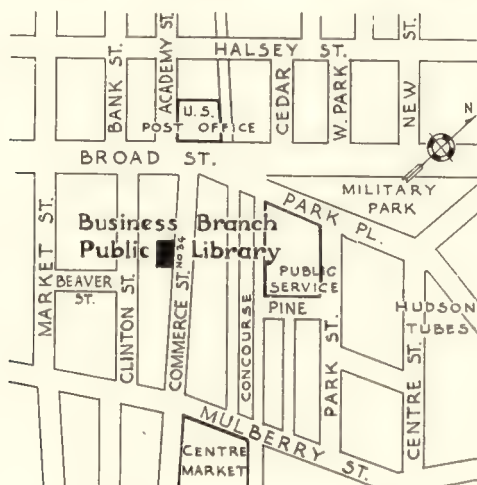 HALSEY ST.
BANK ST.
ACADEMY ST.
U.S.
POST OFFICE
CEDAR
W. PARK
NEW
ST.
N
BROAD ST.
MILITARY
PARK
PARK PL.
MARKET ST.
Business Branch
Public Library
No 34
BEAVER
ST.
CLINTON ST.
COMMERCE ST.
CONCOURSE
PUBLIC
SERVICE
PINE
PARK ST.
HUDSON
TUBES
CENTRE ST.
MULBERRY ST.
CENTRE
MARKET